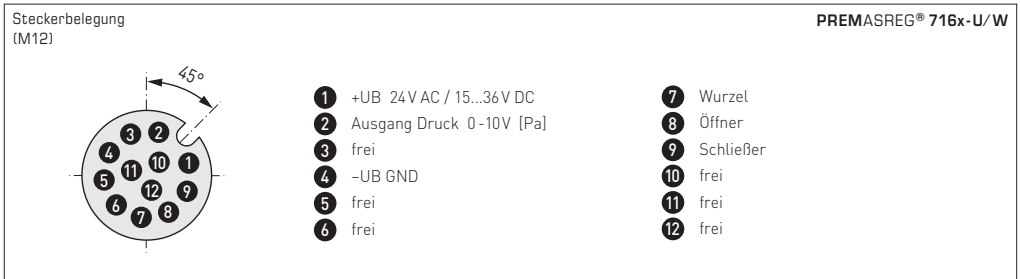 Steckerbelegung
(M12)
PREMASREG® 716x-U/W
45°
3 2
4 11 10 1
5 12 9
6 7 8
1 +UB 24V AC / 15...36V DC
2 Ausgang Druck 0-10V [Pa]
3 frei
4 –UB GND
5 frei
6 frei
7 Wurzel
8 Öffner
9 Schließer
10 frei
11 frei
12 frei